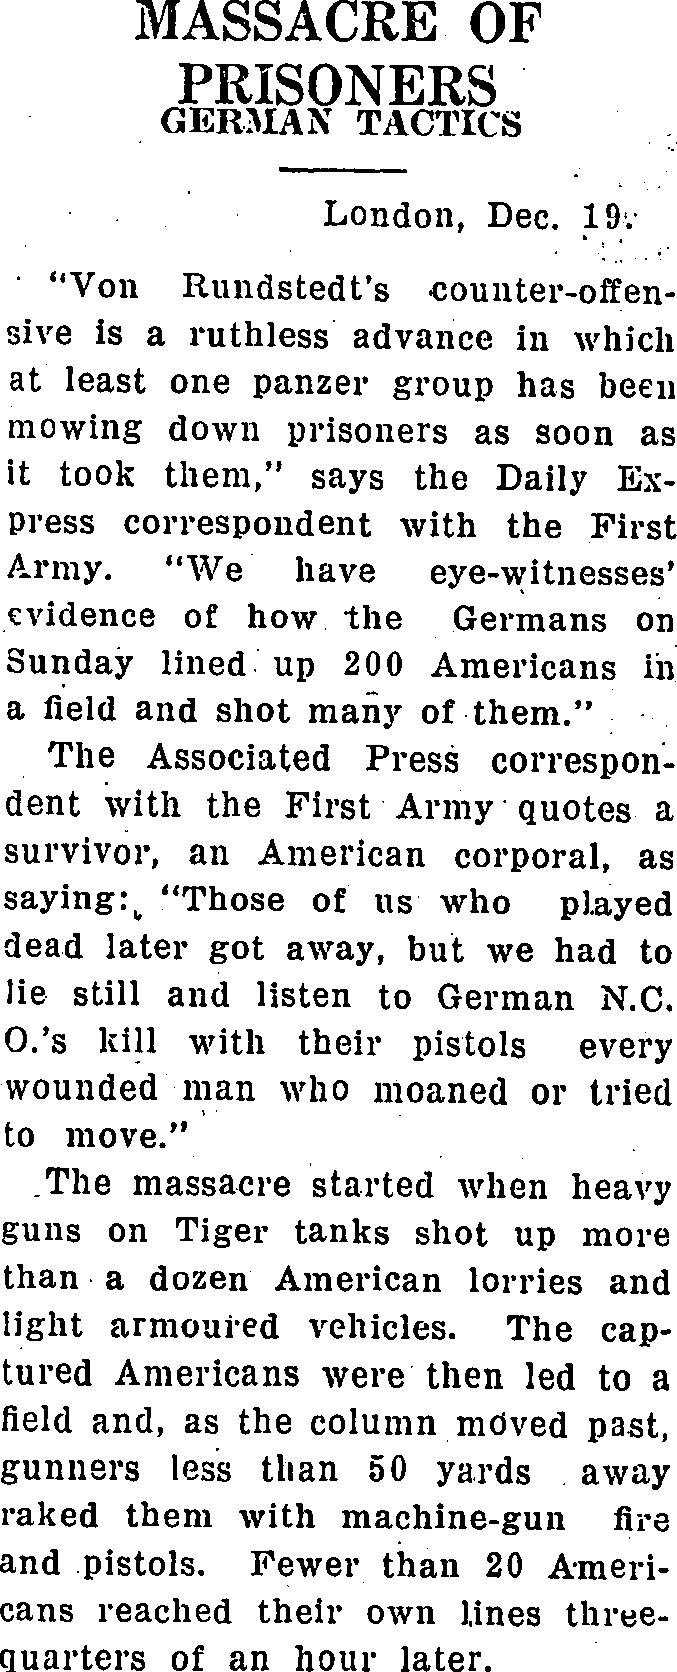 MASSACRE OF
PRISONERS
GERMAN TACTICS
London, Dec. 19.
"Von Rundstedt's counter-offen-
sive is a ruthless advance in which
at least one panzer group has been
mowing down prisoners as soon as
it took them," says the Daily Ex-
press correspondent with the First
Army. "We have eye-witnesses'
evidence of how the Germans on
Sunday lined up 200 Americans in
a field and shot many of them."
The Associated Press correspon-
dent with the First Army quotes a
survivor, an American corporal, as
saying: "Those of us who played
dead later got away, but we had to
lie still and listen to German N.C.
O.'s kill with their pistols every
wounded man who moaned or tried
to move."
The massacre started when heavy
guns on Tiger tanks shot up more
than a dozen American lorries and
light armoured vehicles. The cap-
tured Americans were then led to a
field and, as the column moved past,
gunners less than 50 yards away
raked them with machine-gun fire
and pistols. Fewer than 20 Ameri-
cans reached their own lines three-
quarters of an hour later.